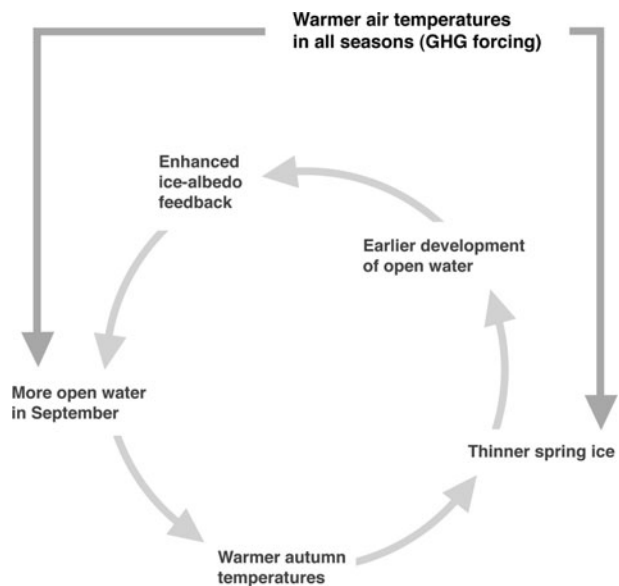 Warmer air temperatures
in all seasons (GHG forcing)
Enhanced
ice-albedo
feedback
Earlier development
of open water
More open water
in September
Thinner spring ice
Warmer autumn
temperatures